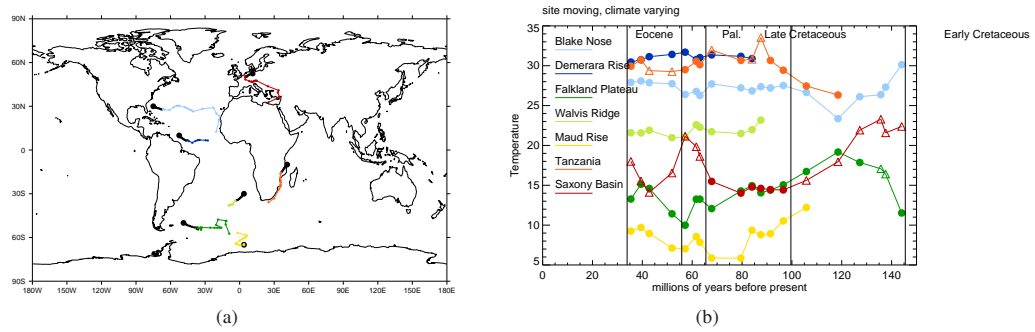 90N
60N
30N
0
30S
60S
90S
180W 150W 120W 90W 60W 30W 0 30E 60E 90E 120E 150E 180E
(a)
site moving, climate varying
Eocene Pal. Late Cretaceous Early Cretaceous
Blake Nose
Demerara Rise
Falkland Plateau
Walvis Ridge
Maud Rise
Tanzania
Saxony Basin
Temperature
35
30
25
20
15
10
5
0 20 40 60 80 100 120 140
millions of years before present
(b)